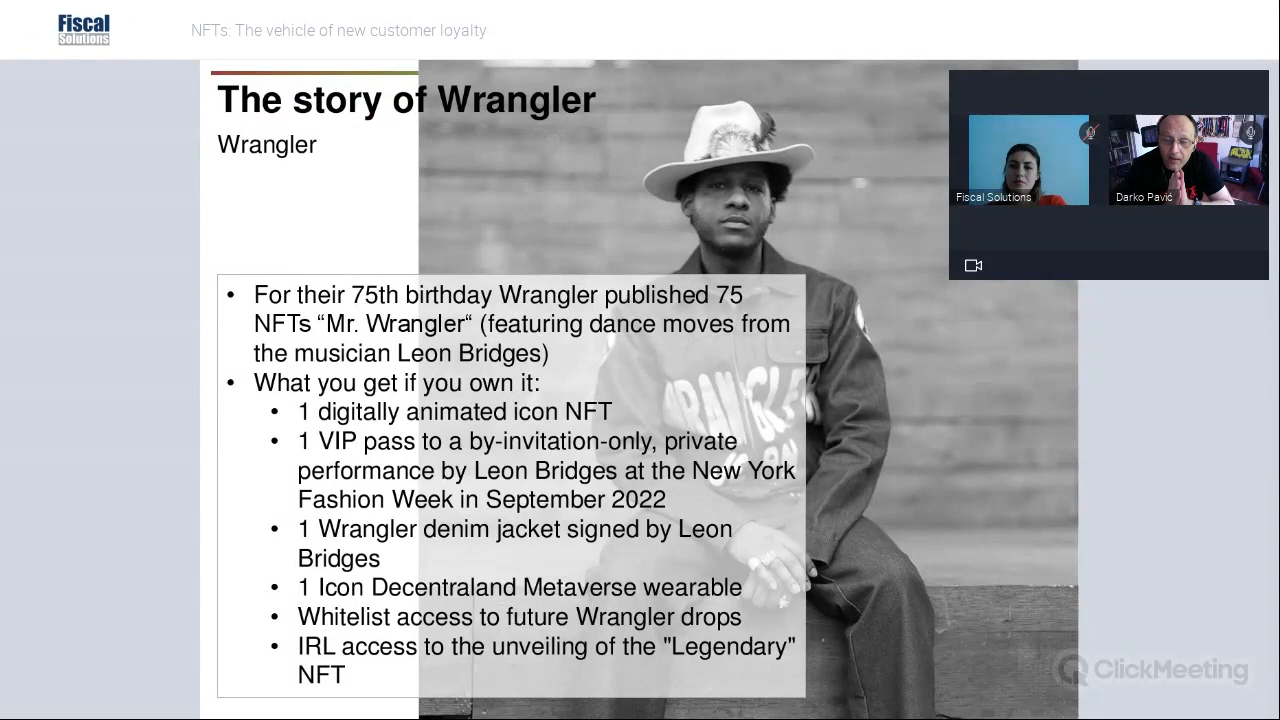 Fiscal
Solutions
NFTs: The vehicle of new customer loyalty
The story of Wrangler
Wrangler
Fiscal Solutions
Darko Pavić
• For their 75th birthday Wrangler published 75
NFTs “Mr. Wrangler“ (featuring dance moves from
the musician Leon Bridges)
• What you get if you own it:
• 1 digitally animated icon NFT
• 1 VIP pass to a by-invitation-only, private
performance by Leon Bridges at the New York
Fashion Week in September 2022
• 1 Wrangler denim jacket signed by Leon
Bridges
• 1 Icon Decentraland Metaverse wearable
• Whitelist access to future Wrangler drops
• IRL access to the unveiling of the "Legendary"
NFT
WRANGLER
ClickMeeting